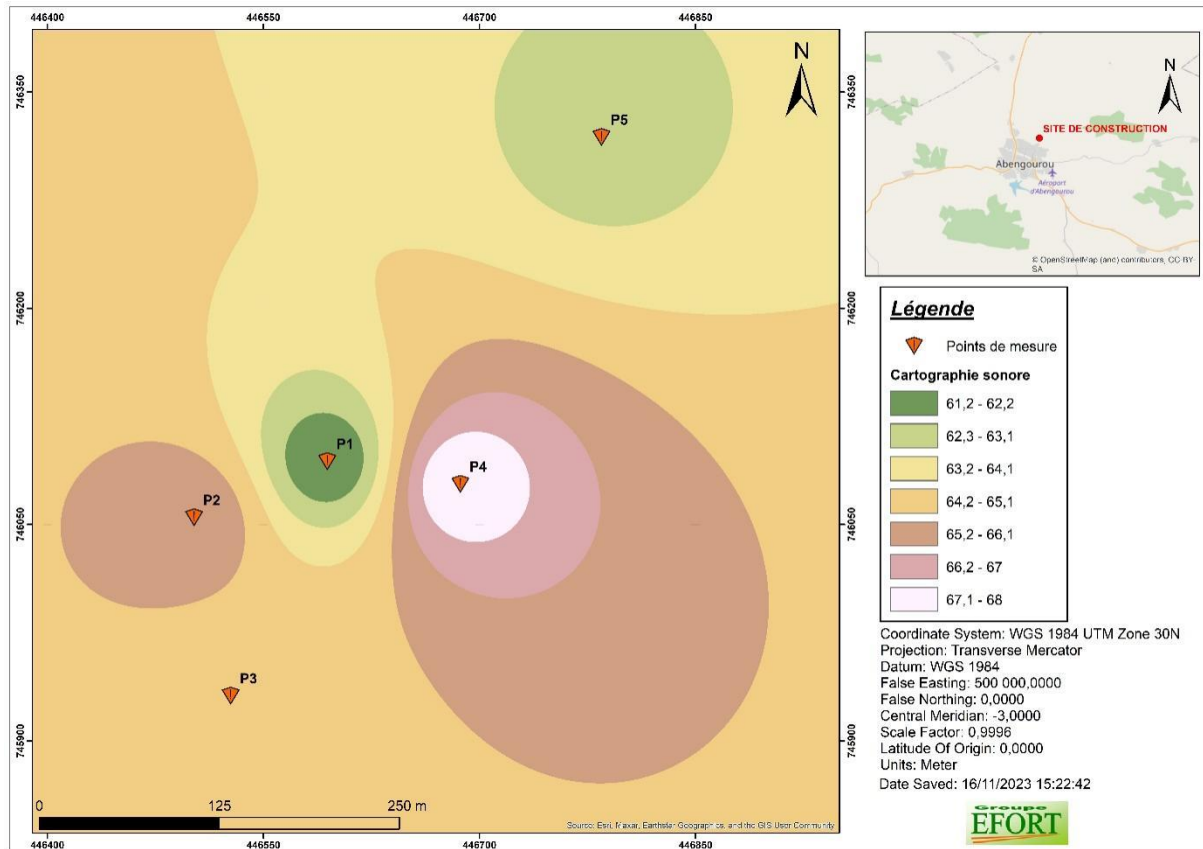 446400 446550 446700 446850
746350
746200
746050
745900
746350
746200
746050
745900
N
P5
P1
P4
P2
P3
0 125 250 m
Source: Esri, Maxar, Earthstar Geographics, and the GIS User Community
446400 446550 446700 446850
N
SITE DE CONSTRUCTION
Abengourou
Aéroport
d'Abengourou
© OpenStreetMap (and) contributors, CC-BY-
SA
Légende
Points de mesure
Cartographie sonore
61,2 - 62,2
62,3 - 63,1
63,2 - 64,1
64,2 - 65,1
65,2 - 66,1
66,2 - 67
67,1 - 68
Coordinate System: WGS 1984 UTM Zone 30N
Projection: Transverse Mercator
Datum: WGS 1984
False Easting: 500 000,0000
False Northing: 0,0000
Central Meridian: -3,0000
Scale Factor: 0,9996
Latitude Of Origin: 0,0000
Units: Meter
Date Saved: 16/11/2023 15:22:42
Groupe
EFORT